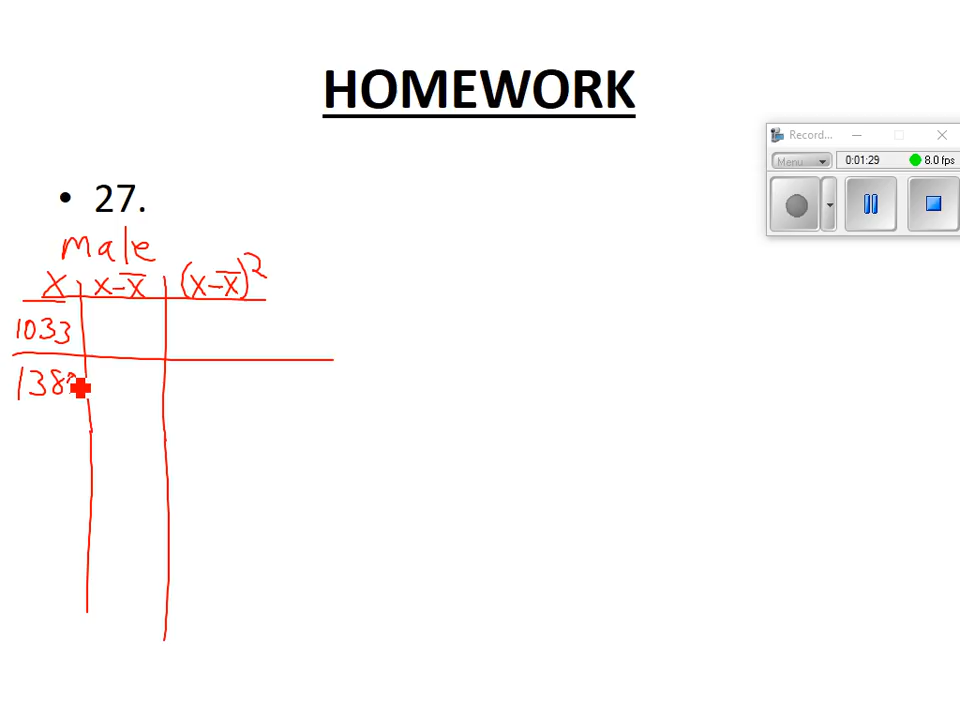 HOMEWORK
Record...
Menu 0:01:29 8.0 fps
• 27.
male
x x-x̄ (x-x̄)²
1033